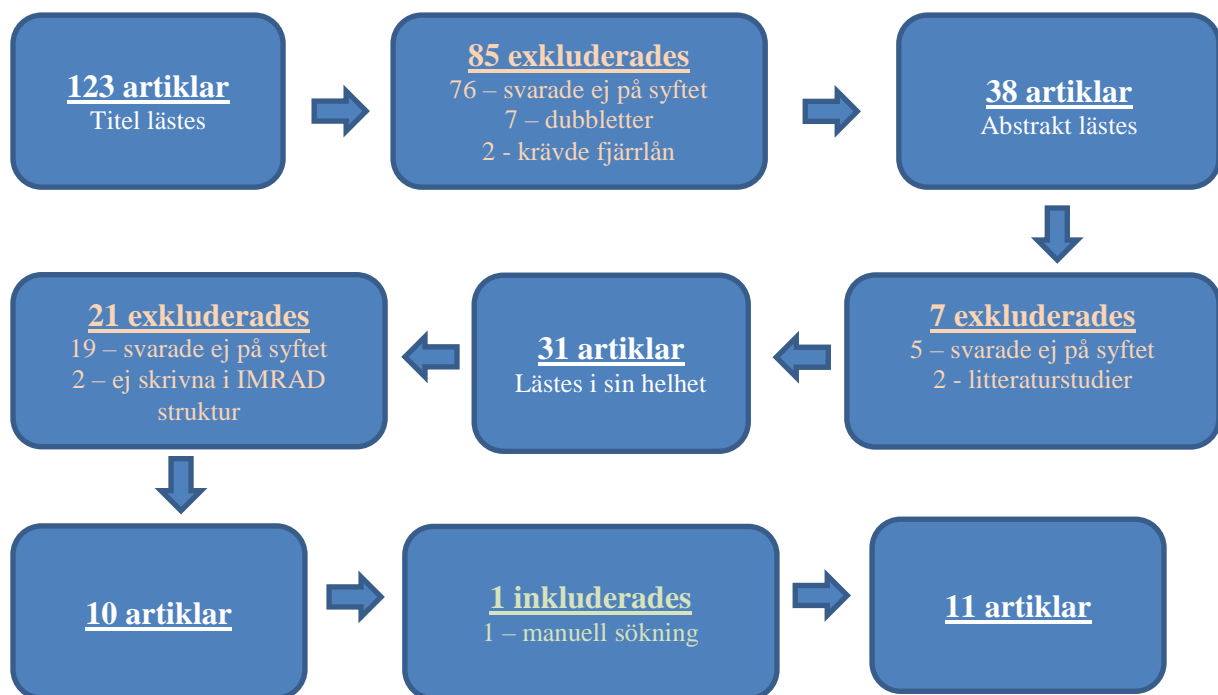 123 artiklar
Titel lästes
85 exkluderades
76 – svarade ej på syftet
7 – dubbletter
2 - krävde fjärrlån
38 artiklar
Abstrakt lästes
7 exkluderades
5 – svarade ej på syftet
2 - litteraturstudier
31 artiklar
Lästes i sin helhet
21 exkluderades
19 – svarade ej på syftet
2 – ej skrivna i IMRAD
struktur
10 artiklar
1 inkluderades
1 – manuell sökning
11 artiklar